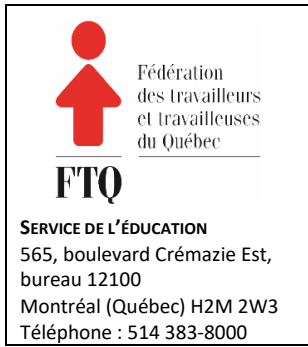 Fédération
des travailleurs
et travailleuses
du Québec
FTQ
SERVICE DE L'ÉDUCATION
565, boulevard Crémazie Est,
bureau 12100
Montréal (Québec) H2M 2W3
Téléphone : 514 383-8000